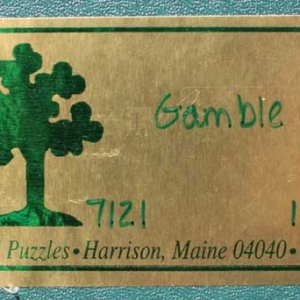 Gamble
7121 1
Puzzles • Harrison, Maine 04040 •